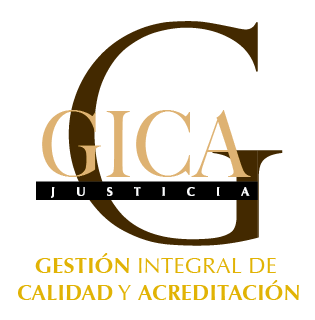 G
GICA
JUSTICIA
GESTIÓN INTEGRAL DE
CALIDAD Y ACREDITACIÓN